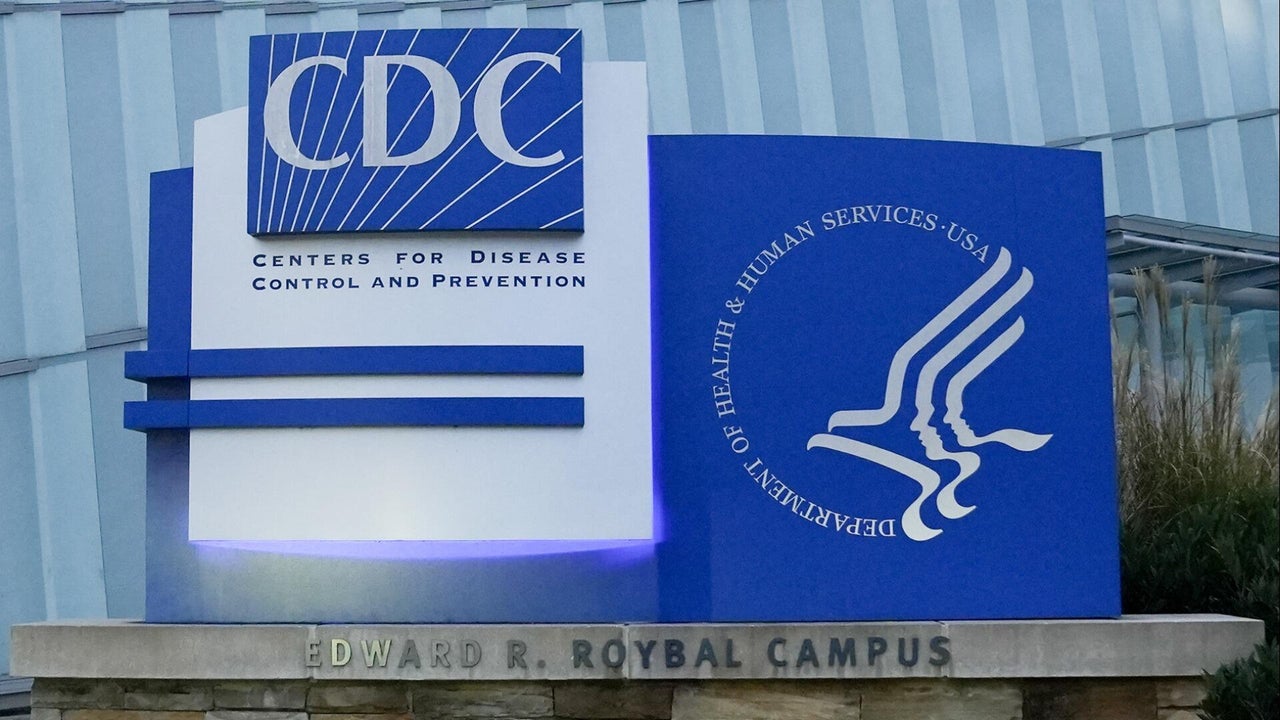 CDC
CENTERS FOR DISEASE
CONTROL AND PREVENTION
DEPARTMENT OF HEALTH & HUMAN SERVICES · USA
EDWARD R. ROYBAL CAMPUS